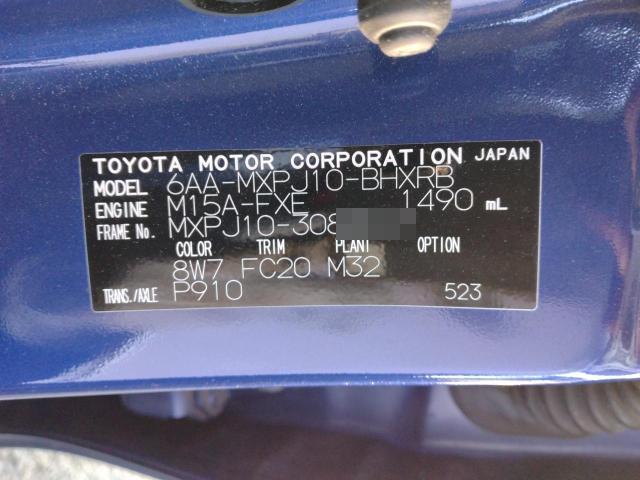 TOYOTA MOTOR CORPORATION JAPAN
MODEL 6AA-MXPJ10-BHXRB
ENGINE M15A-FXE 1490 mL
FRAME No. MXPJ10-308
COLOR TRIM PLANT OPTION
8W7 FC20 M32
TRANS./AXLE P910 523